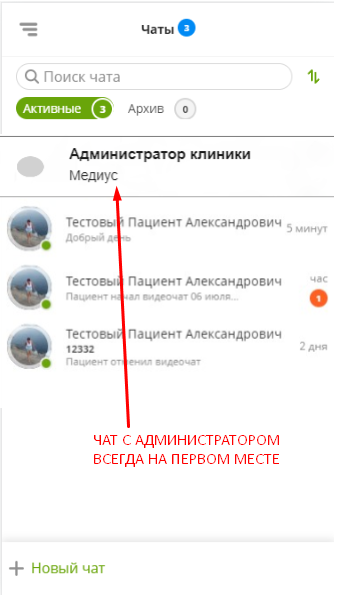 Чаты 3
Поиск чата
Активные 3 Архив 0
Администратор клиники
Медиус
Тестовый Пациент Александрович 5 минут
Добрый день
Тестовый Пациент Александрович час
Пациент начал видеочат 06 июля... 1
Тестовый Пациент Александрович
12332 2 дня
Пациент отменил видеочат
ЧАТ С АДМИНИСТРАТОРОМ
ВСЕГДА НА ПЕРВОМ МЕСТЕ
+ Новый чат